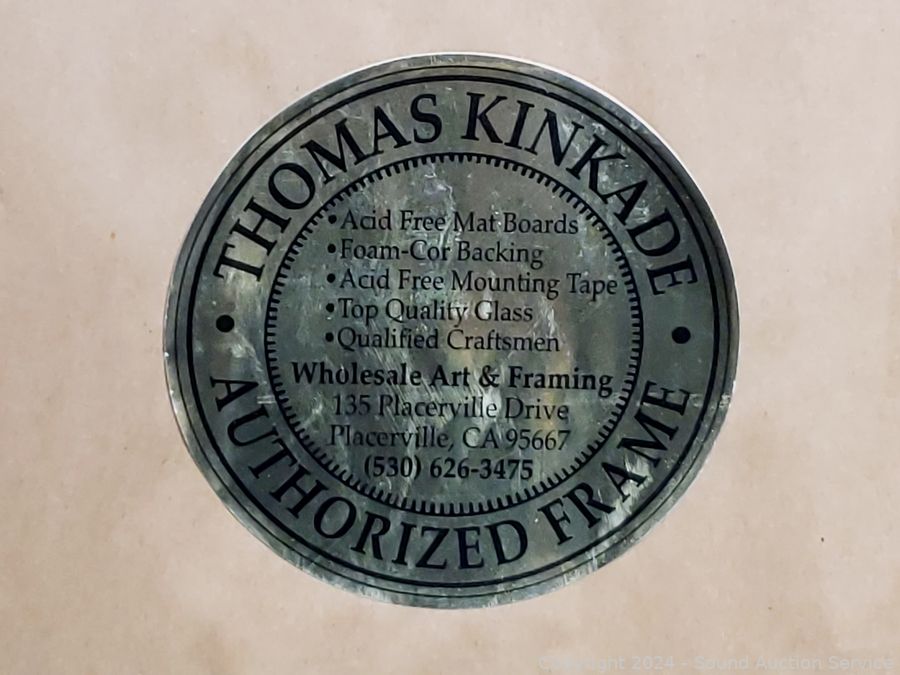 THOMAS KINKADE
•Acid Free Mat Boards
•Foam-Cor Backing
•Acid Free Mounting Tape
•Top Quality Glass
•Qualified Craftsmen
Wholesale Art & Framing
135 Placerville Drive
Placerville, CA 95667
(530) 626-3475
• AUTHORIZED FRAME •
Copyright 2024 - Sound Auction Service